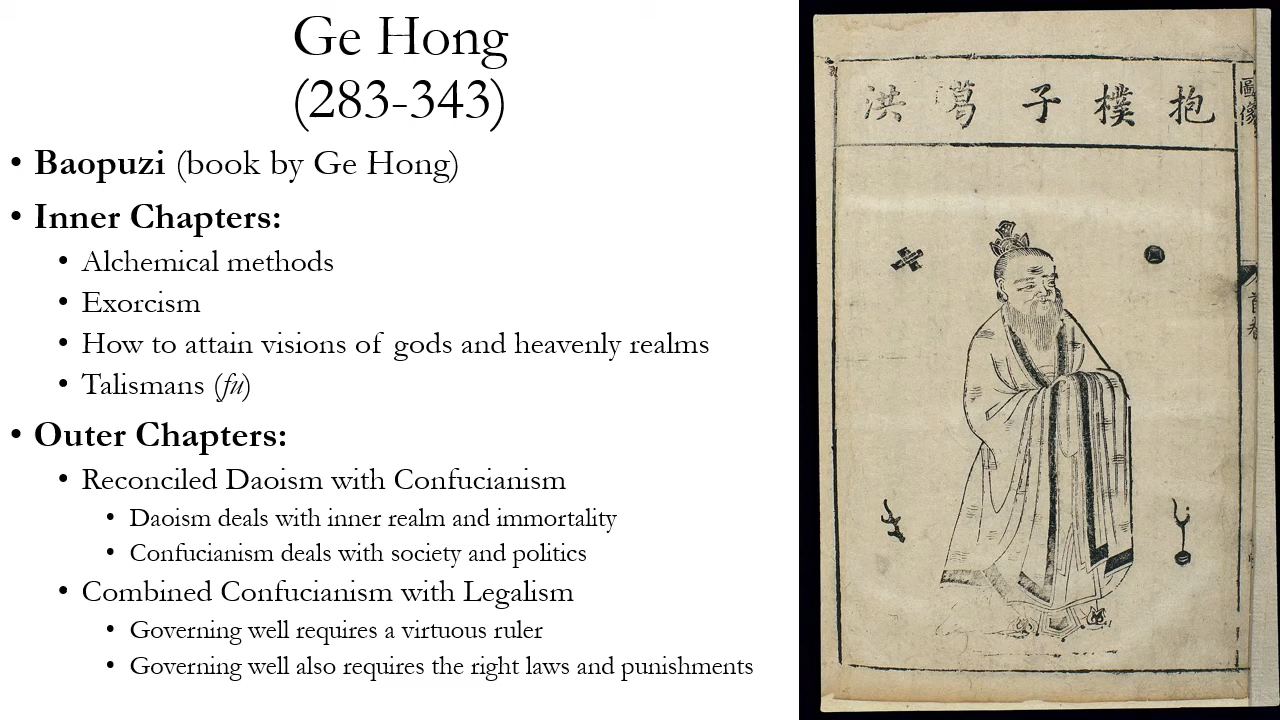 Ge Hong
(283-343)
• Baopuzi (book by Ge Hong)
• Inner Chapters:
• Alchemical methods
• Exorcism
• How to attain visions of gods and heavenly realms
• Talismans (fu)
• Outer Chapters:
• Reconciled Daoism with Confucianism
• Daoism deals with inner realm and immortality
• Confucianism deals with society and politics
• Combined Confucianism with Legalism
• Governing well requires a virtuous ruler
• Governing well also requires the right laws and punishments
抱樸子葛洪
圖像
首卷